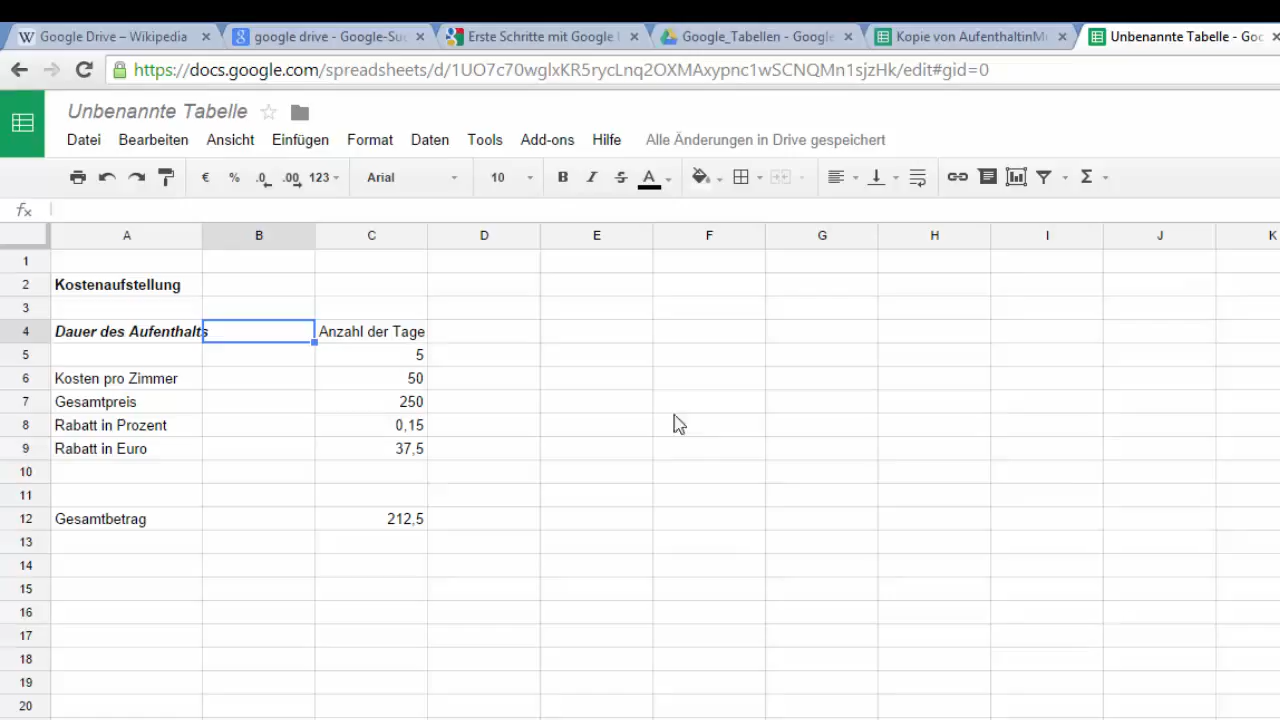 Google Drive – Wikipedia
google drive - Google-Su
Erste Schritte mit Google
Google_Tabellen - Google
Kopie von AufenthaltinM
Unbenannte Tabelle - Goo
https://docs.google.com/spreadsheets/d/1UO7c70wglxKR5rycLnq2OXMAxypnc1wSCNQMn1sjzHk/edit#gid=0
Unbenannte Tabelle
Datei Bearbeiten Ansicht Einfügen Format Daten Tools Add-ons Hilfe Alle Änderungen in Drive gespeichert
€ % .0 .00 123 Arial 10 B I S A Σ
fx
A B C D E F G H I J K
1
2 Kostenaufstellung
3
4 Dauer des Aufenthalts Anzahl der Tage
5 5
6 Kosten pro Zimmer 50
7 Gesamtpreis 250
8 Rabatt in Prozent 0,15
9 Rabatt in Euro 37,5
10
11
12 Gesamtbetrag 212,5
13
14
15
16
17
18
19
20